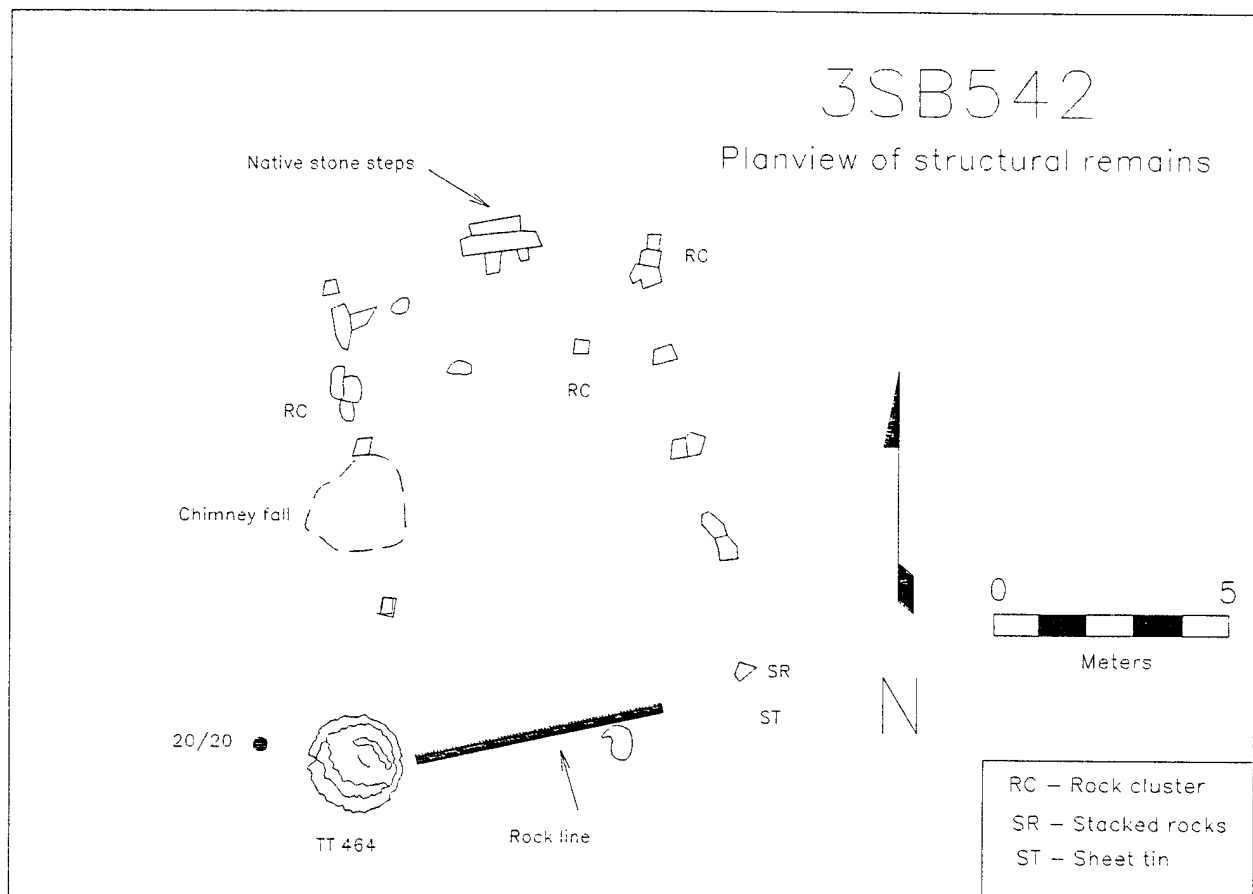 3SB542
Planview of structural remains
Native stone steps
RC
RC
RC
Chimney fall
0 5
Meters
SR
ST
N
20/20
TT 464
Rock line
RC – Rock cluster
SR – Stacked rocks
ST – Sheet tin